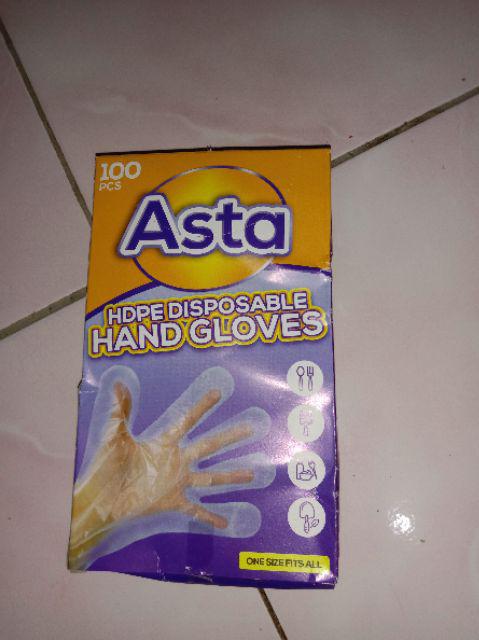 100
PCS
Asta
HDPE DISPOSABLE
HAND GLOVES
ONE SIZE FITS ALL